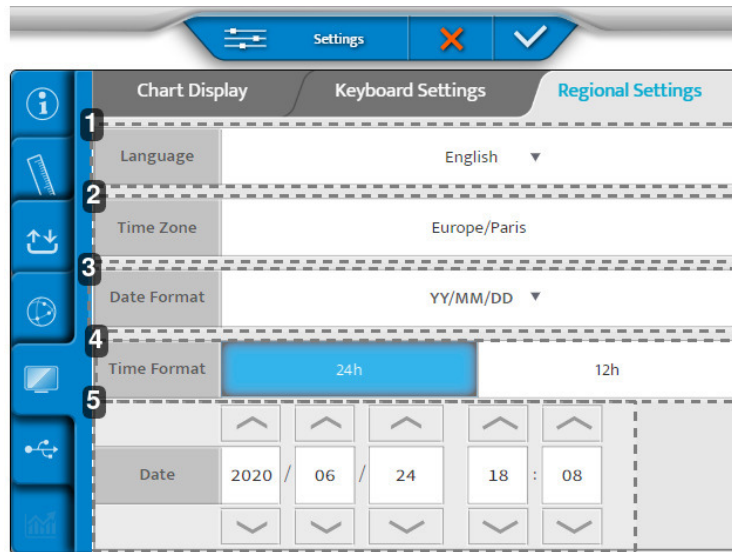 Settings
Chart Display Keyboard Settings Regional Settings
1
Language English
2
Time Zone Europe/Paris
3
Date Format YY/MM/DD
4
Time Format 24h 12h
5
Date 2020 / 06 / 24 18 : 08